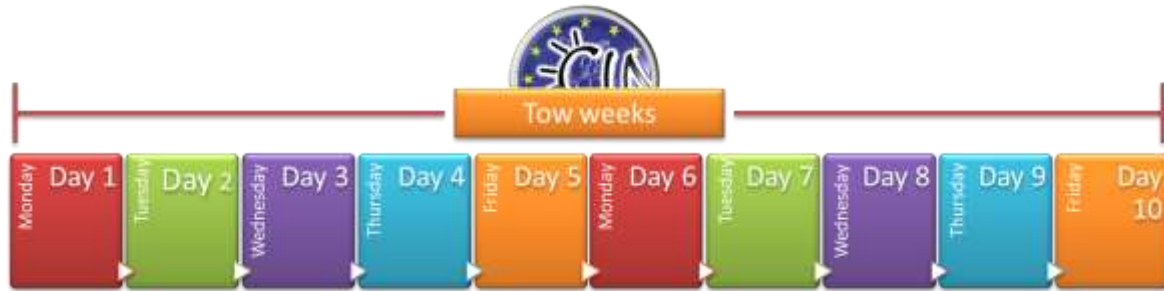 CIN
Tow weeks
Monday
Day 1
Tuesday
Day 2
Wednesday
Day 3
Thursday
Day 4
Friday
Day 5
Monday
Day 6
Tuesday
Day 7
Wednesday
Day 8
Thursday
Day 9
Friday
Day
10